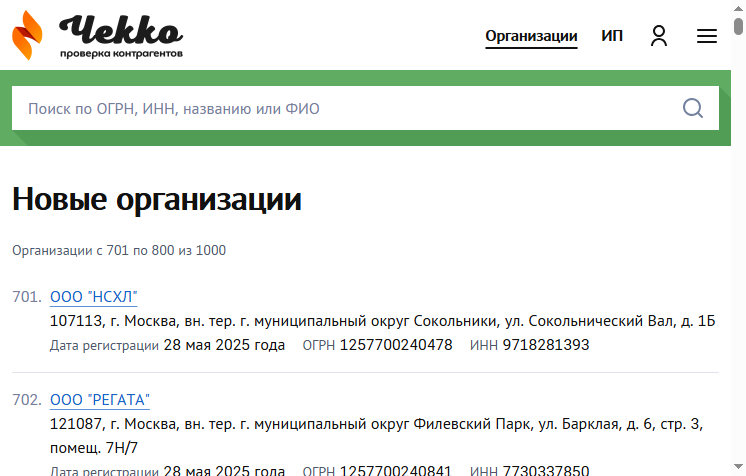 Чекко
проверка контрагентов
Организации ИП
Поиск по ОГРН, ИНН, названию или ФИО
Новые организации
Организации с 701 по 800 из 1000
701. ООО "НСХЛ"
107113, г. Москва, вн. тер. г. муниципальный округ Сокольники, ул. Сокольнический Вал, д. 1Б
Дата регистрации 28 мая 2025 года ОГРН 1257700240478 ИНН 9718281393
702. ООО "РЕГАТА"
121087, г. Москва, вн. тер. г. муниципальный округ Филевский Парк, ул. Барклая, д. 6, стр. 3,
помещ. 7Н/7
Дата регистрации 28 мая 2025 года ОГРН 1257700240841 ИНН 7730337850